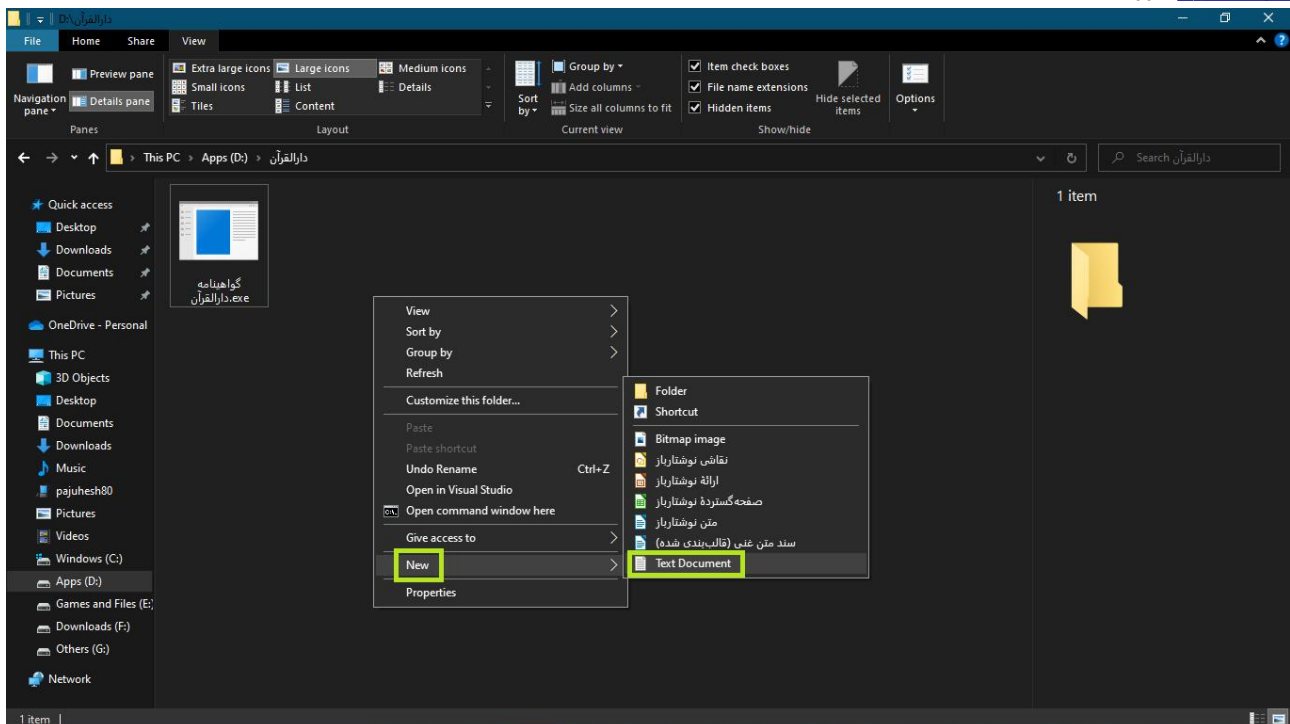 D:\دارالقرآن
File Home Share View
Preview pane
Navigation pane
Details pane
Panes
Extra large icons Large icons Medium icons
Small icons List Details
Tiles Content
Layout
Sort by
Group by
Add columns
Size all columns to fit
Current view
Item check boxes
File name extensions
Hidden items
Hide selected items
Show/hide
Options
This PC Apps (D:) دارالقرآن
Search دارالقرآن
Quick access
Desktop
Downloads
Documents
Pictures
OneDrive - Personal
This PC
3D Objects
Desktop
Documents
Downloads
Music
pajuhesh80
Pictures
Videos
Windows (C:)
Apps (D:)
Games and Files (E:)
Downloads (F:)
Others (G:)
Network
گواهینامه
دارالقرآن.exe
1 item
View
Sort by
Group by
Refresh
Customize this folder...
Paste
Paste shortcut
Undo Rename Ctrl+Z
Open in Visual Studio
Open command window here
Give access to
New
Properties
Folder
Shortcut
Bitmap image
نقاشی نوشتارباز
ارائهٔ نوشتارباز
صفحه‌گستردهٔ نوشتارباز
متن نوشتارباز
سند متن غنی (قالب‌بندی شده)
Text Document
1 item